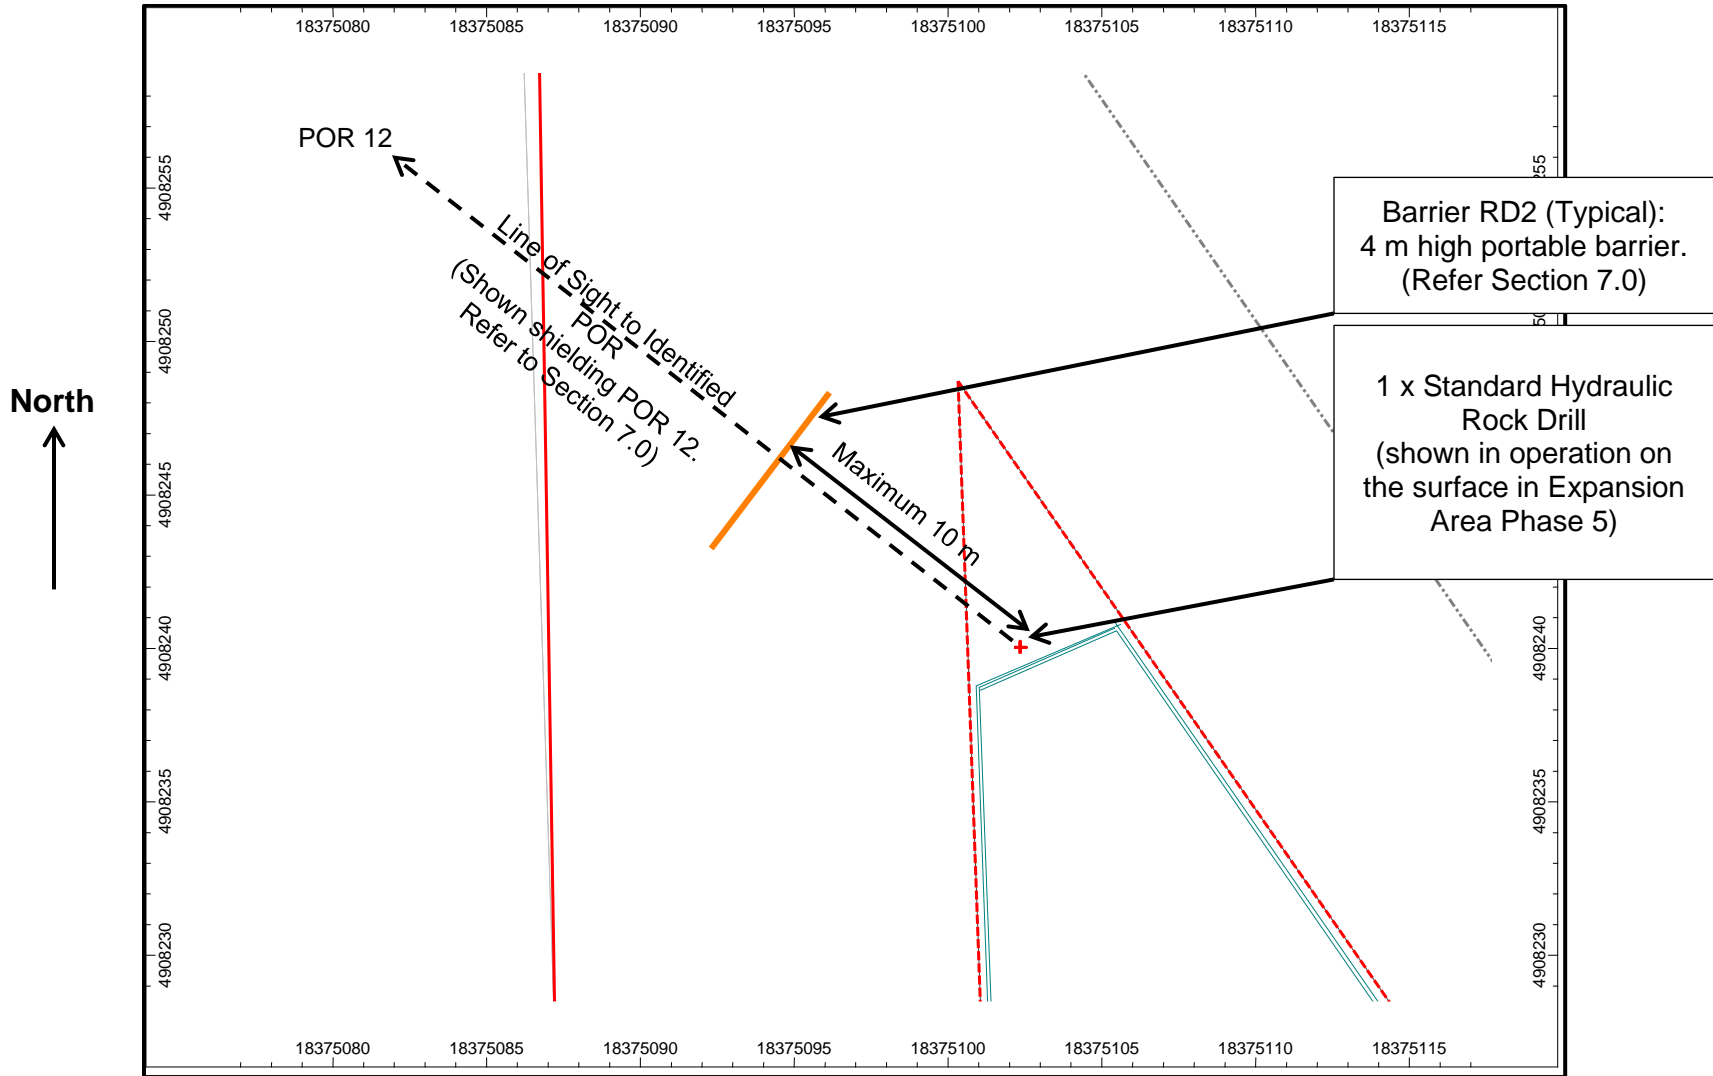 18375080 18375085 18375090 18375095 18375100 18375105 18375110 18375115
POR 12
4908255
4908250
4908245
4908240
4908235
4908230
North
Line of Sight to Identified
POR
(Shown shielding POR 12.
Refer to Section 7.0)
Maximum 10 m
Barrier RD2 (Typical):
4 m high portable barrier.
(Refer Section 7.0)
1 x Standard Hydraulic
Rock Drill
(shown in operation on
the surface in Expansion
Area Phase 5)
4908240
4908235
4908230
18375080 18375085 18375090 18375095 18375100 18375105 18375110 18375115